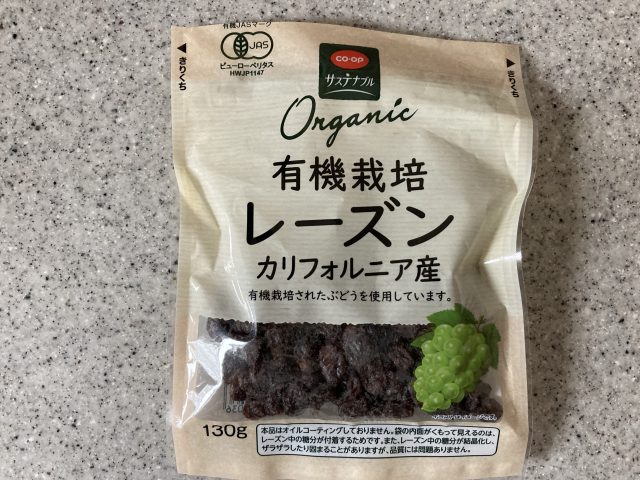 有機JASマーク
JAS
ビューローベリタス
HWJP1147
◀きりくち
▶きりくち
CO・OP
サステナブル
Organic
有機栽培
レーズン
カリフォルニア産
有機栽培されたぶどうを使用しています。
130g
本品はオイルコーティングしておりません。袋の内面がくもって見えるのは、
レーズン中の糖分が付着するためです。また、レーズン中の糖分が結晶化し、
ザラザラしたり固まることがありますが、品質には問題ありません。